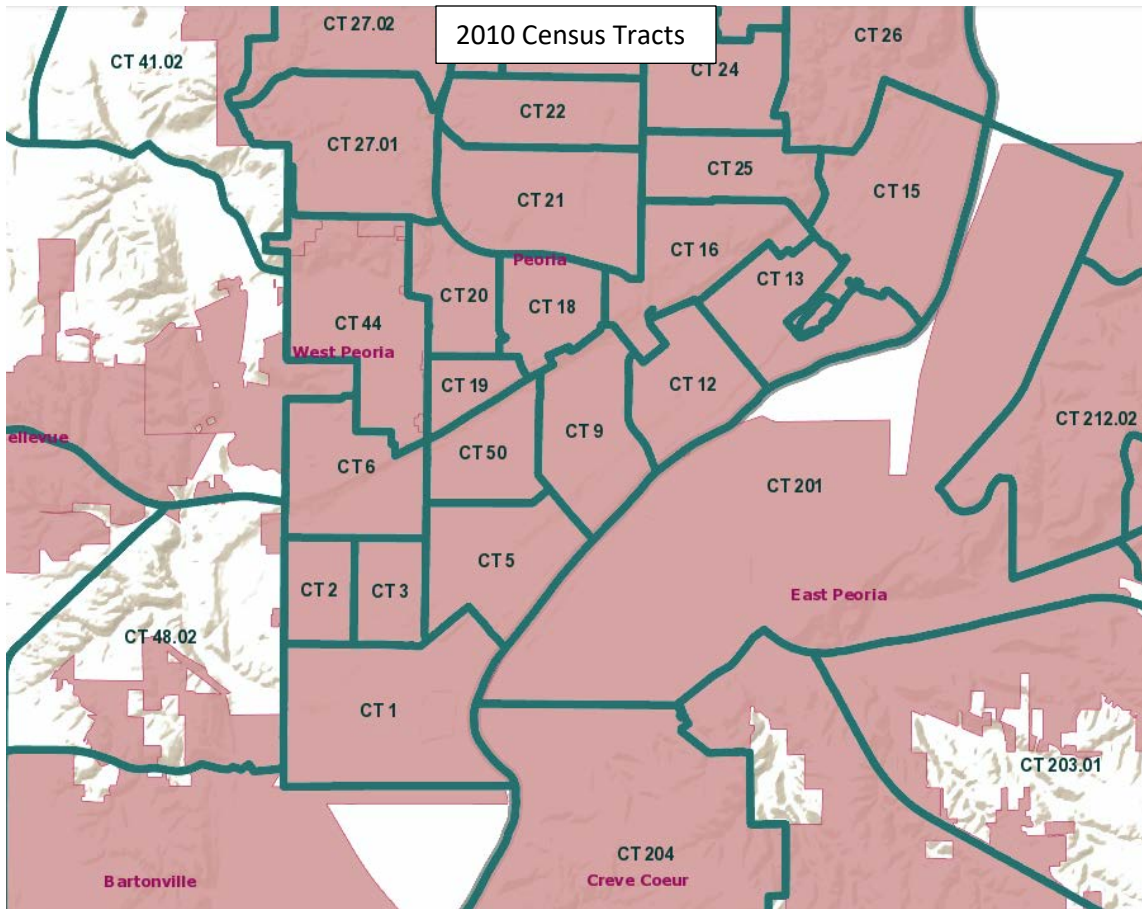 2010 Census Tracts
CT 27.02
CT 26
CT 41.02
CT 24
CT 22
CT 27.01
CT 25
CT 15
CT 21
CT 16
Peoria
CT 13
CT 20
CT 18
CT 44
West Peoria
CT 19
CT 12
CT 212.02
ellevue
CT 9
CT 50
CT 6
CT 201
CT 5
CT 2
CT 3
East Peoria
CT 48.02
CT 1
CT 203.01
CT 204
Bartonville
Creve Coeur